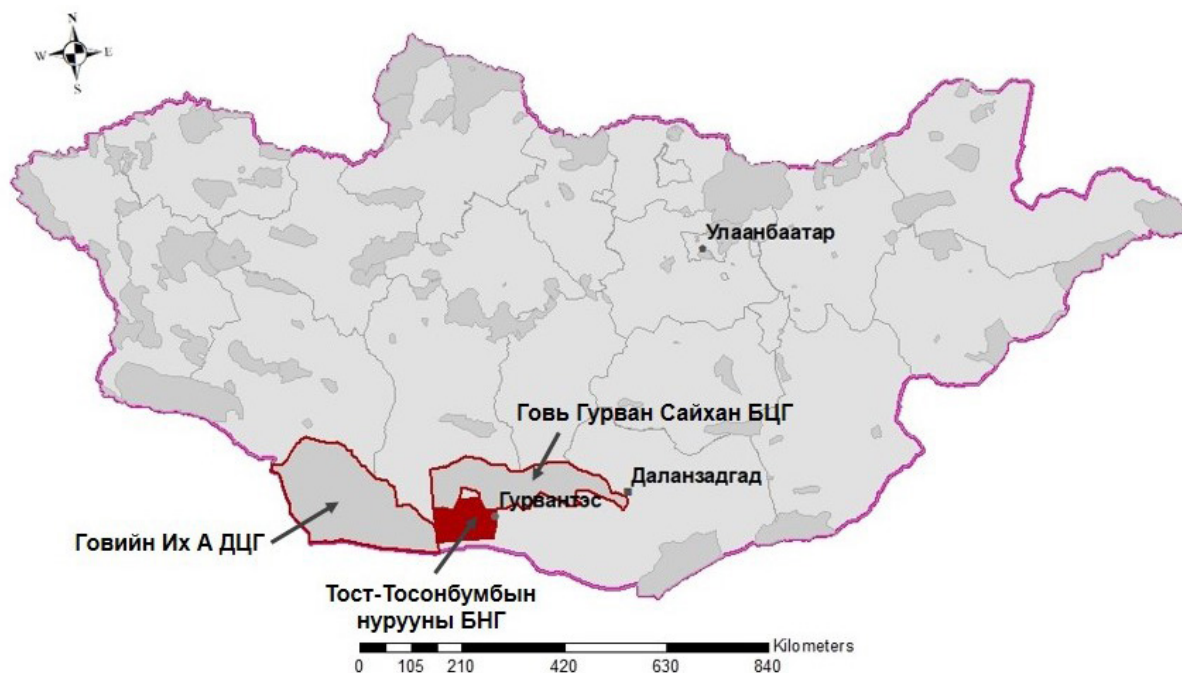 N
W E
S
Улаанбаатар
Говь Гурван Сайхан БЦГ
Даланзадгад
Гурвантэс
Говийн Их А ДЦГ
Тост-Тосонбумбын
нурууны БНГ
Kilometers
0 105 210 420 630 840